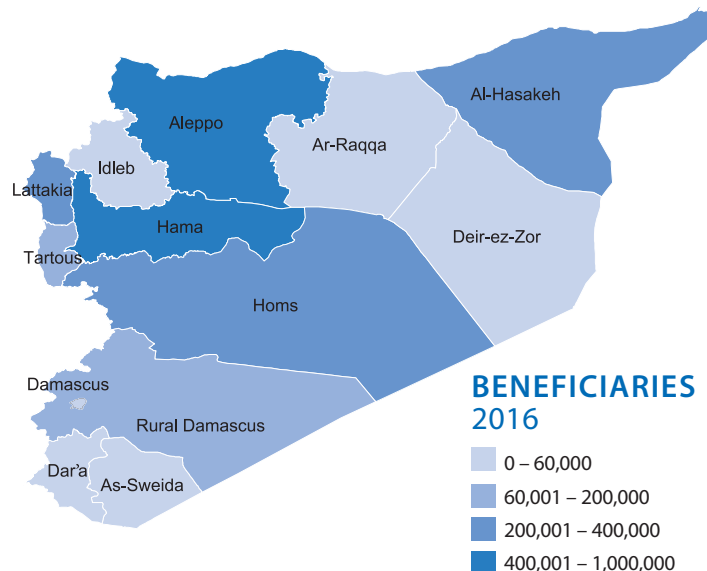 Al-Hasakeh
Aleppo
Ar-Raqqa
Idleb
Lattakia
Hama
Deir-ez-Zor
Tartous
Homs
Damascus
Rural Damascus
Dar'a
As-Sweida
BENEFICIARIES
2016
0 – 60,000
60,001 – 200,000
200,001 – 400,000
400,001 – 1,000,000